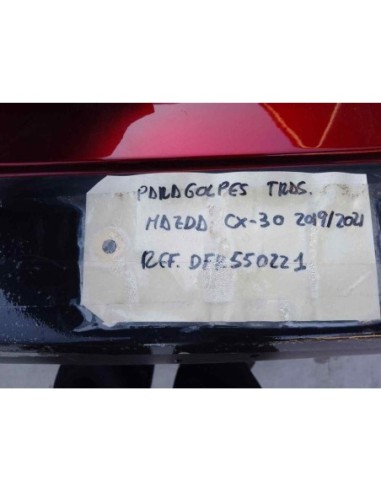 PARAGOLPES TRAS.
MAZDA CX-30 2019/2021
REF. DFR550221